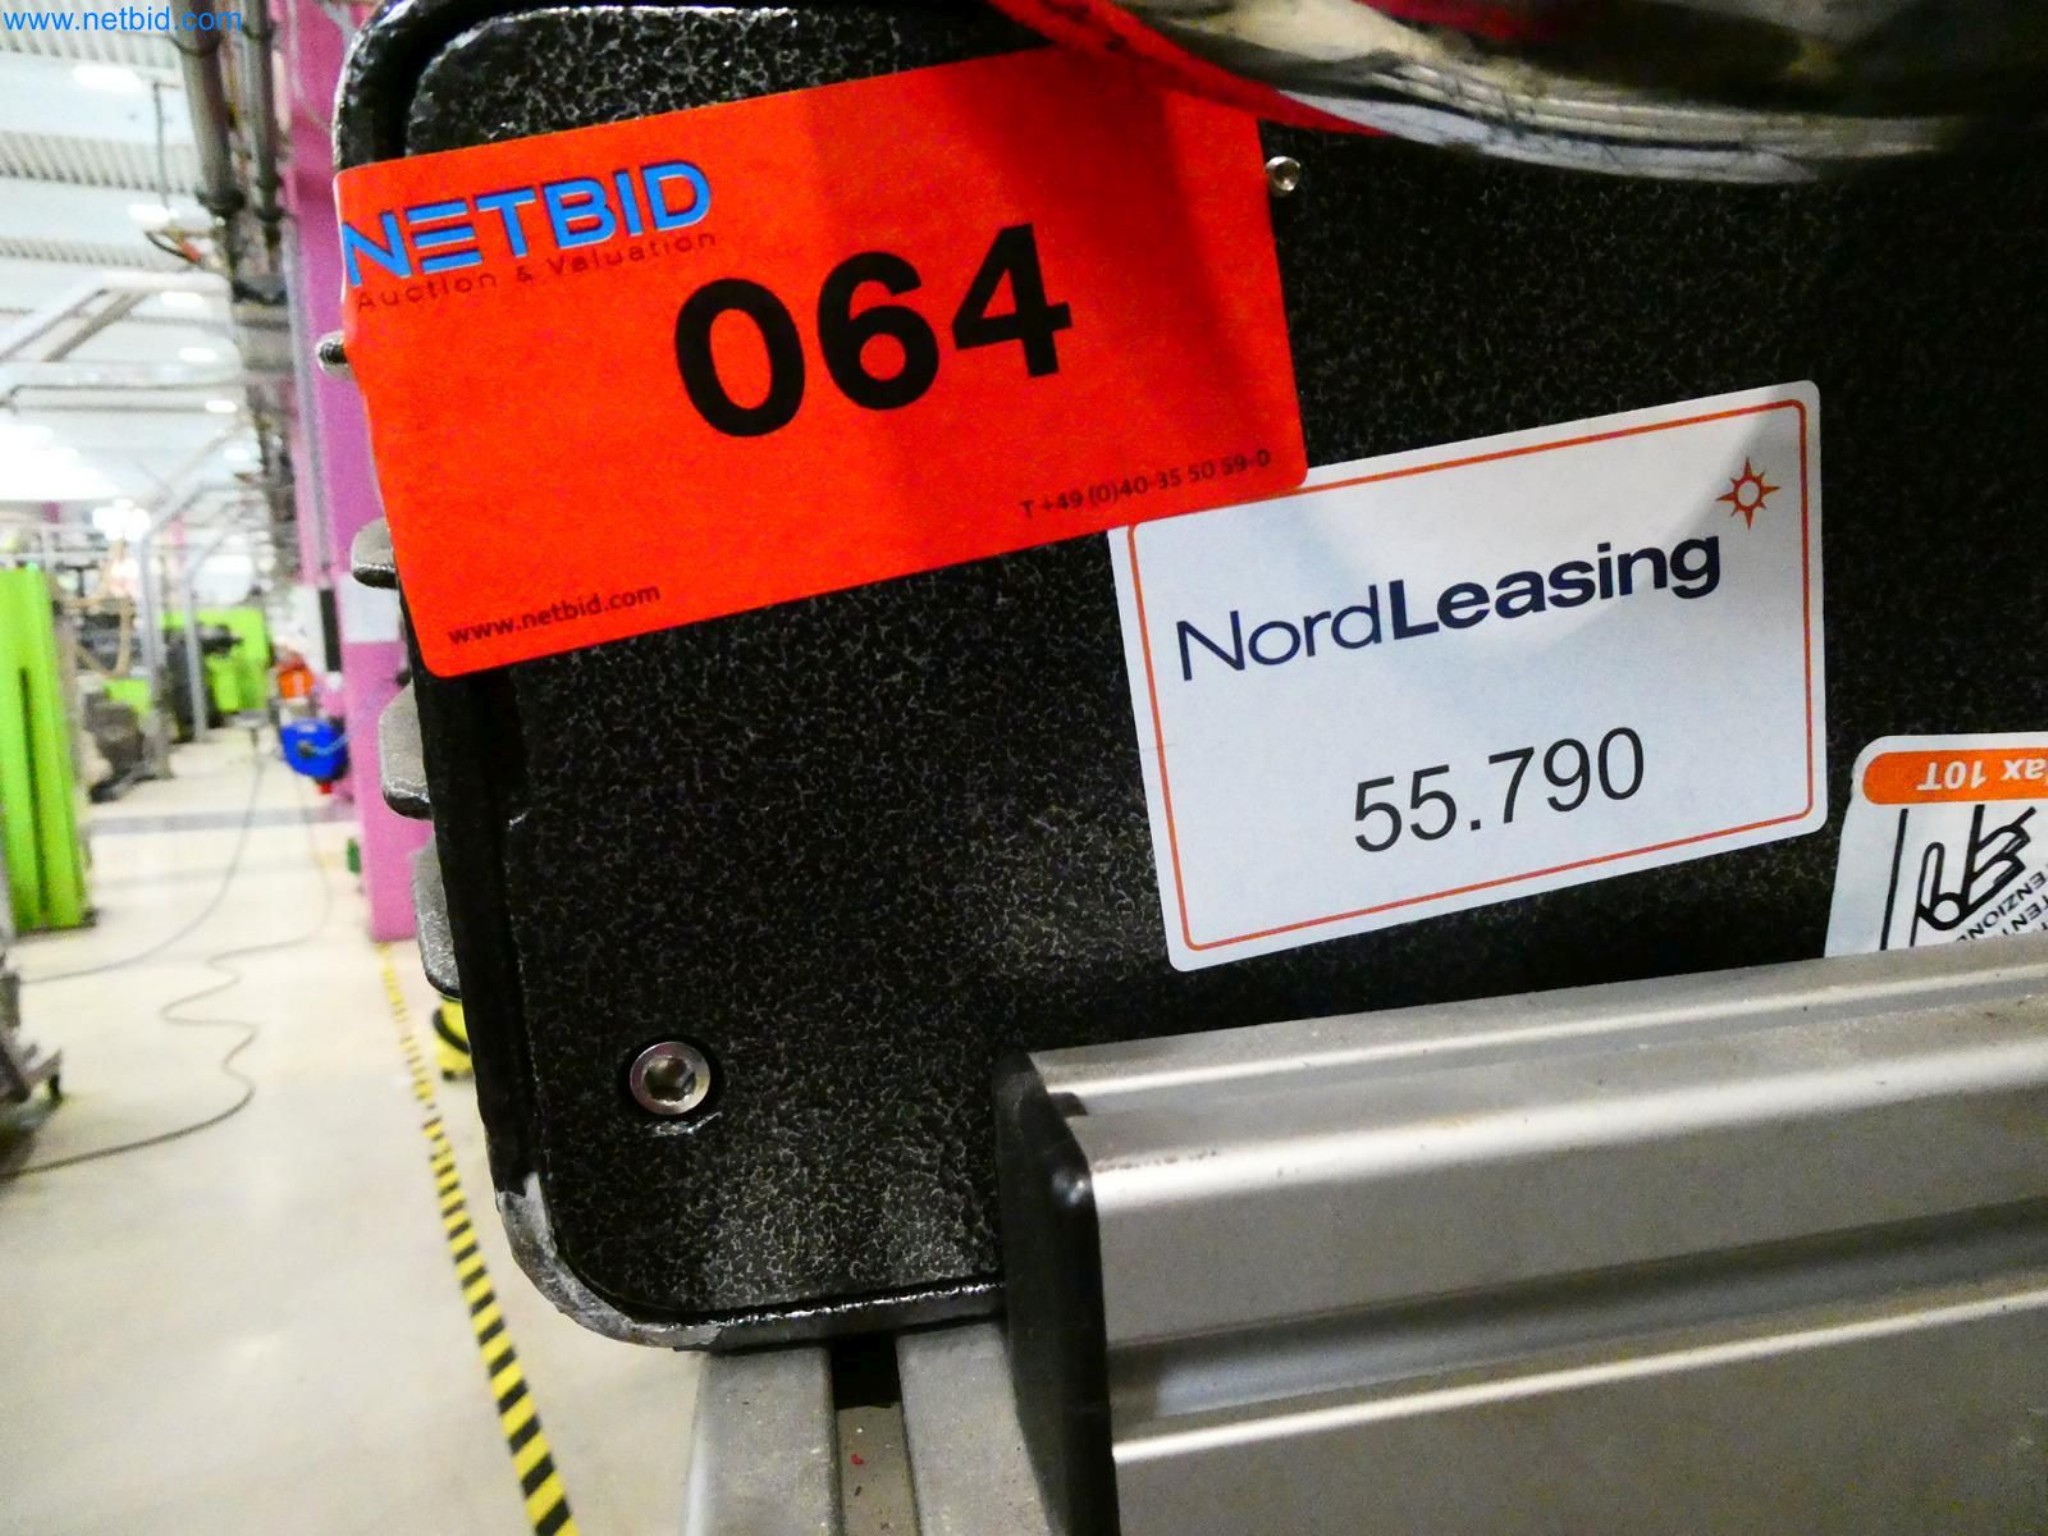 www.netbid.com
NETBID
Auction & Valuation
064
T +49 (0)40-35 50 59-0
www.netbid.com
NordLeasing
55.790
10T